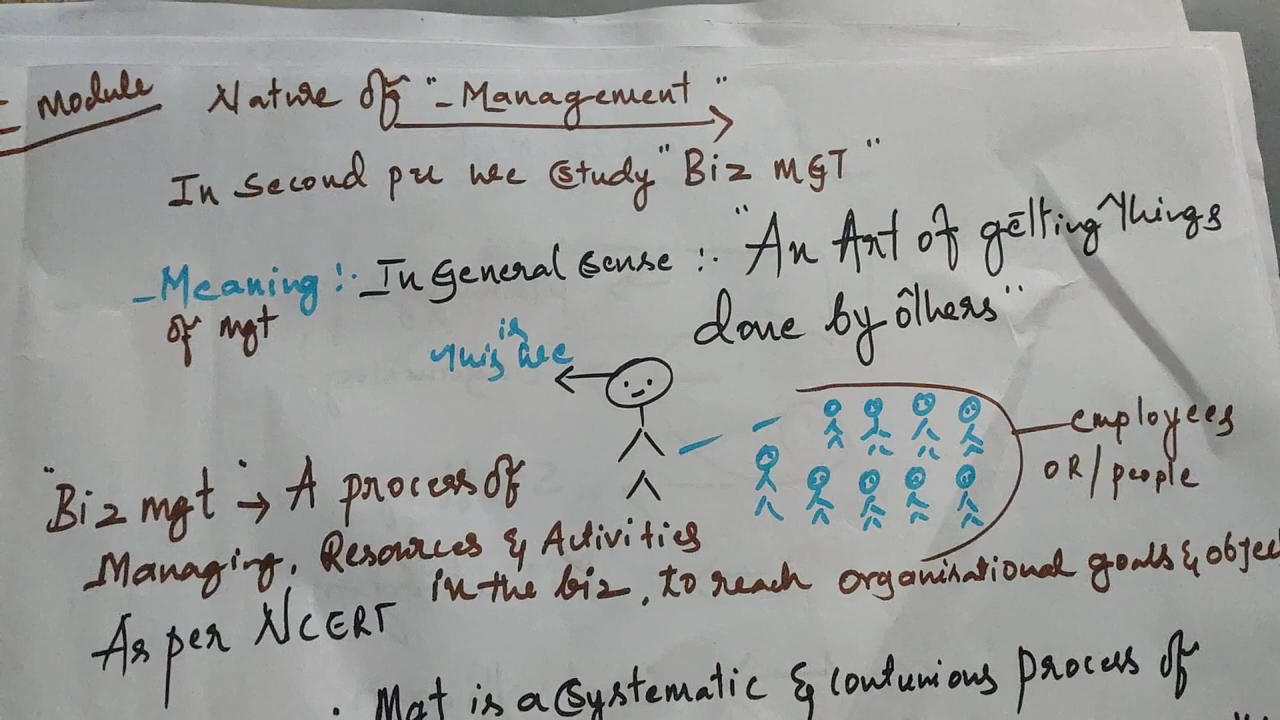 Module Nature of "Management"
In second pu we study "Biz MGT"
Meaning :- In general sense :- "An Art of getting things
of mgt
done by others"
is
this
employees
OR/people
"Biz mgt" → A process of
Managing, Resources & Activities
in the biz, to reach organisational goals & objec
As per NCERT
. Mgt is a systematic & contunious process of